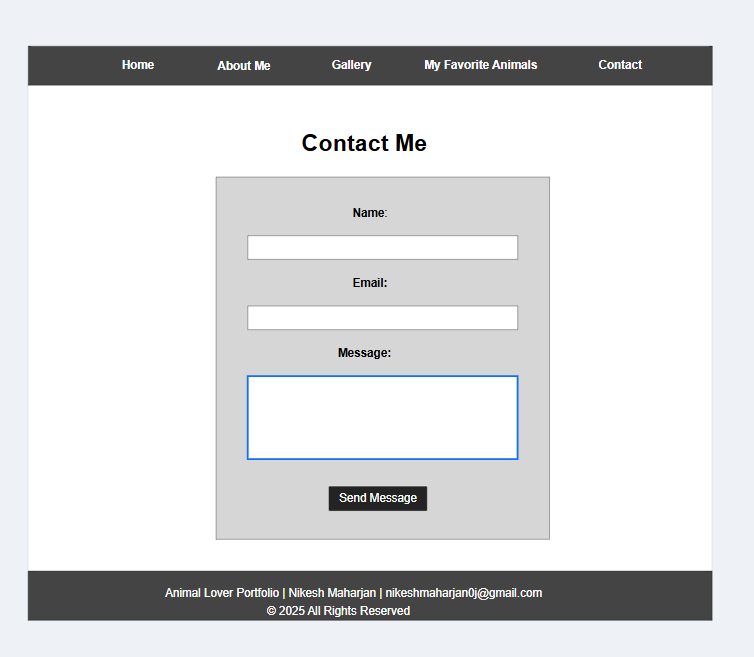 Home About Me Gallery My Favorite Animals Contact
Contact Me
Name:
Email:
Message:
Send Message
Animal Lover Portfolio | Nikesh Maharjan | nikeshmaharjan0j@gmail.com
© 2025 All Rights Reserved